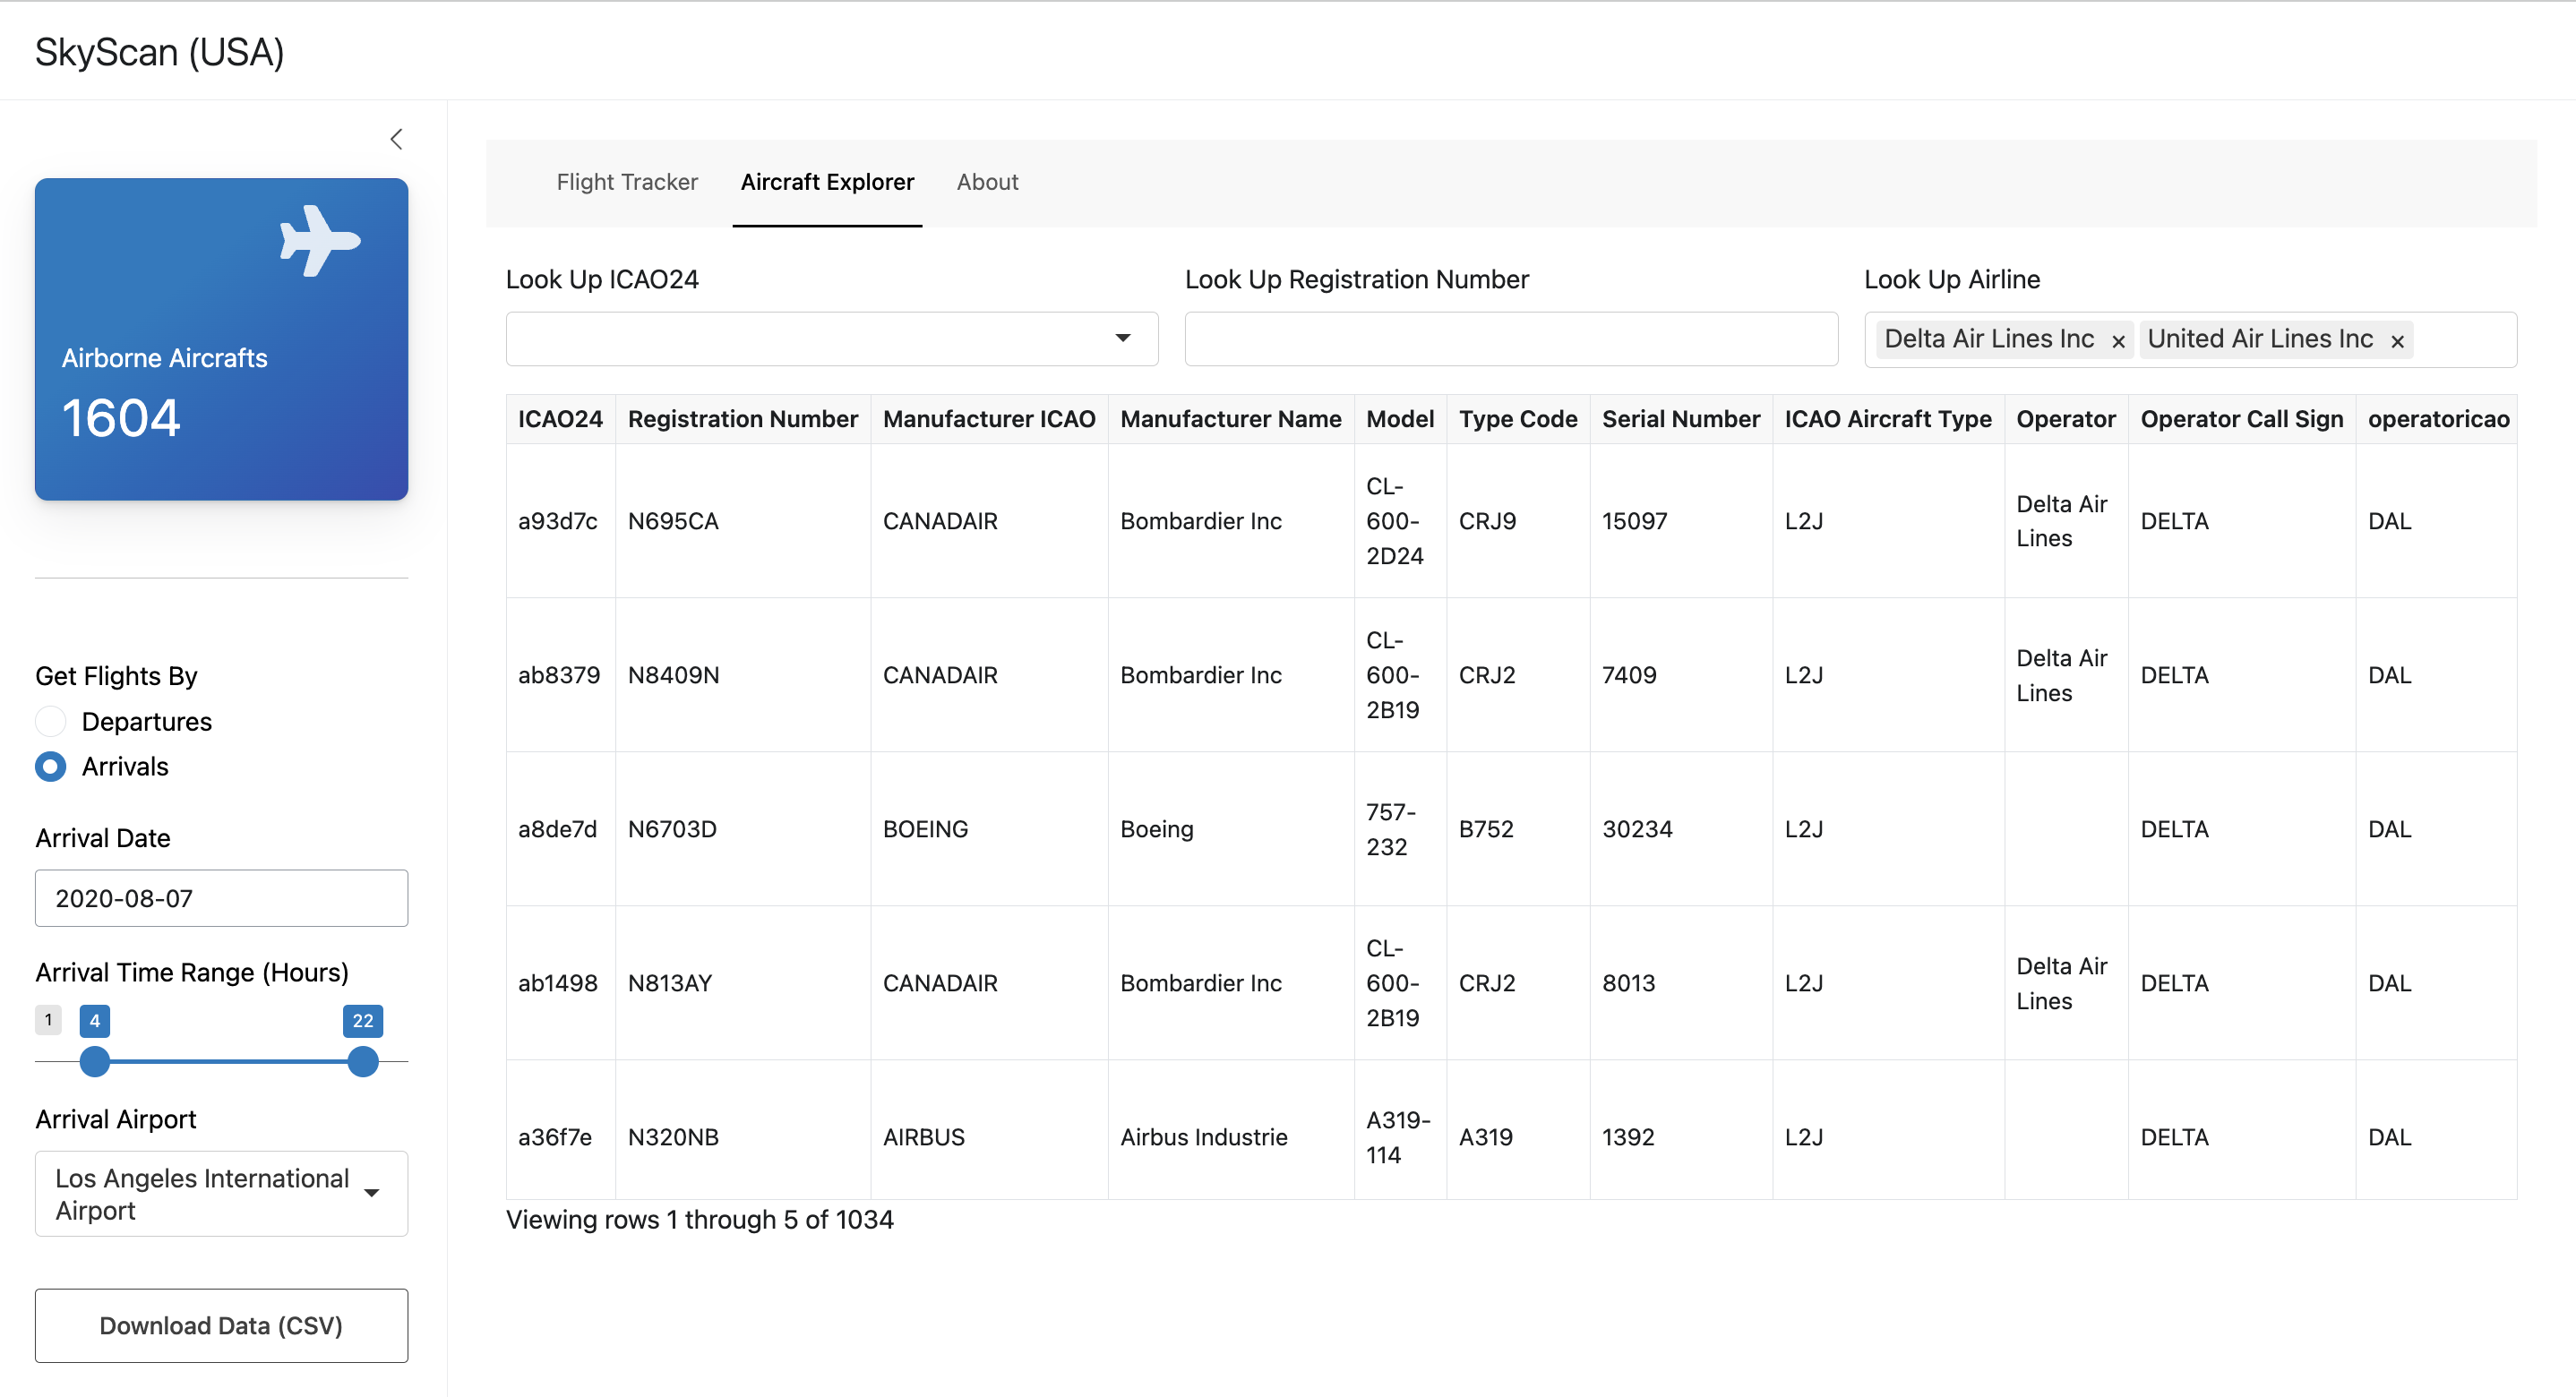 SkyScan (USA)
Airborne Aircrafts
1604
Get Flights By
Departures
Arrivals
Arrival Date
2020-08-07
Arrival Time Range (Hours)
1 4 22
Arrival Airport
Los Angeles International
Airport
Download Data (CSV)
Flight Tracker Aircraft Explorer About
Look Up ICAO24 Look Up Registration Number Look Up Airline
Delta Air Lines Inc × United Air Lines Inc ×
ICAO24 Registration Number Manufacturer ICAO Manufacturer Name Model Type Code Serial Number ICAO Aircraft Type Operator Operator Call Sign operatoricao
a93d7c N695CA CANADAIR Bombardier Inc CL-600-2D24 CRJ9 15097 L2J Delta Air Lines DELTA DAL
ab8379 N8409N CANADAIR Bombardier Inc CL-600-2B19 CRJ2 7409 L2J Delta Air Lines DELTA DAL
a8de7d N6703D BOEING Boeing 757-232 B752 30234 L2J DELTA DAL
ab1498 N813AY CANADAIR Bombardier Inc CL-600-2B19 CRJ2 8013 L2J Delta Air Lines DELTA DAL
a36f7e N320NB AIRBUS Airbus Industrie A319-114 A319 1392 L2J DELTA DAL
Viewing rows 1 through 5 of 1034